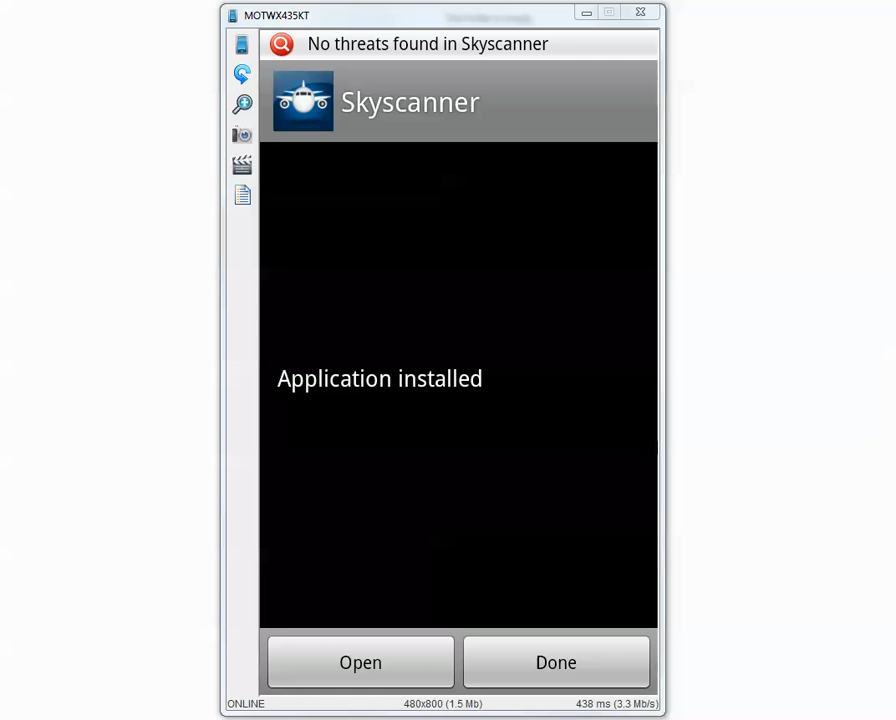 MOTWX435KT
No threats found in Skyscanner
Skyscanner
Application installed
Open
Done
ONLINE
480x800 (1.5 Mb)
438 ms (3.3 Mb/s)